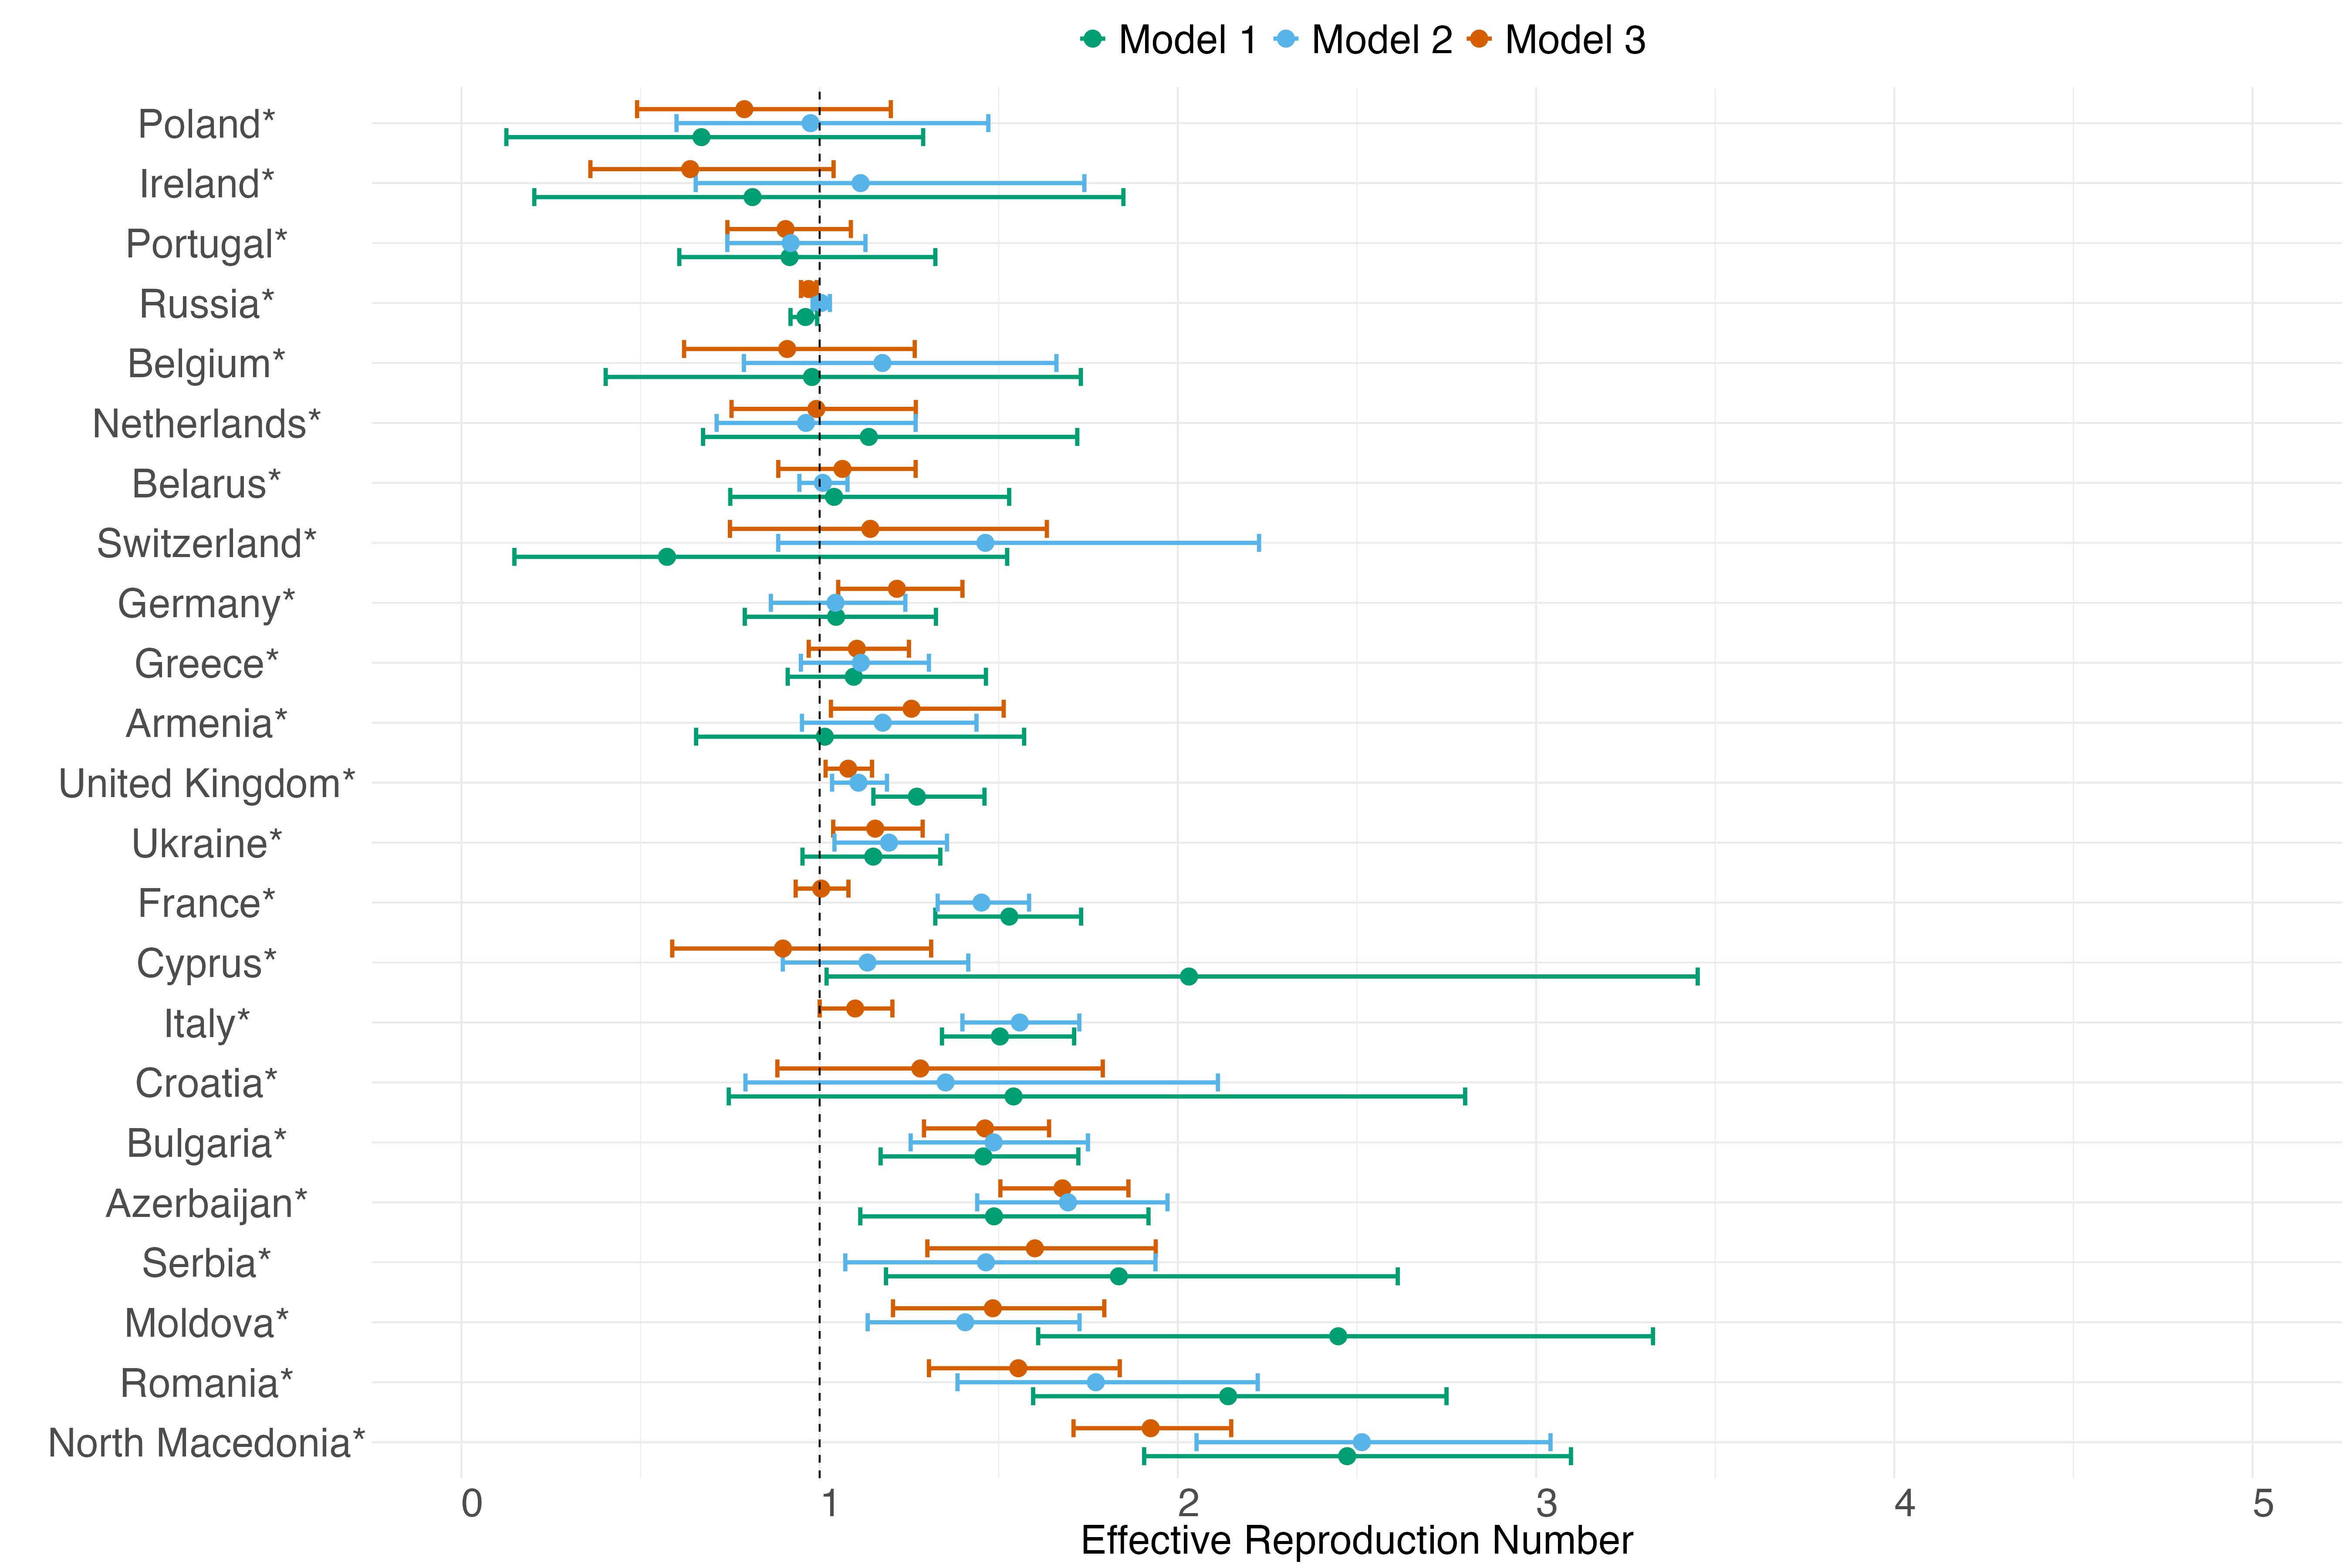 Model 1 Model 2 Model 3
Poland*
Ireland*
Portugal*
Russia*
Belgium*
Netherlands*
Belarus*
Switzerland*
Germany*
Greece*
Armenia*
United Kingdom*
Ukraine*
France*
Cyprus*
Italy*
Croatia*
Bulgaria*
Azerbaijan*
Serbia*
Moldova*
Romania*
North Macedonia*
0 1 2 3 4 5
Effective Reproduction Number